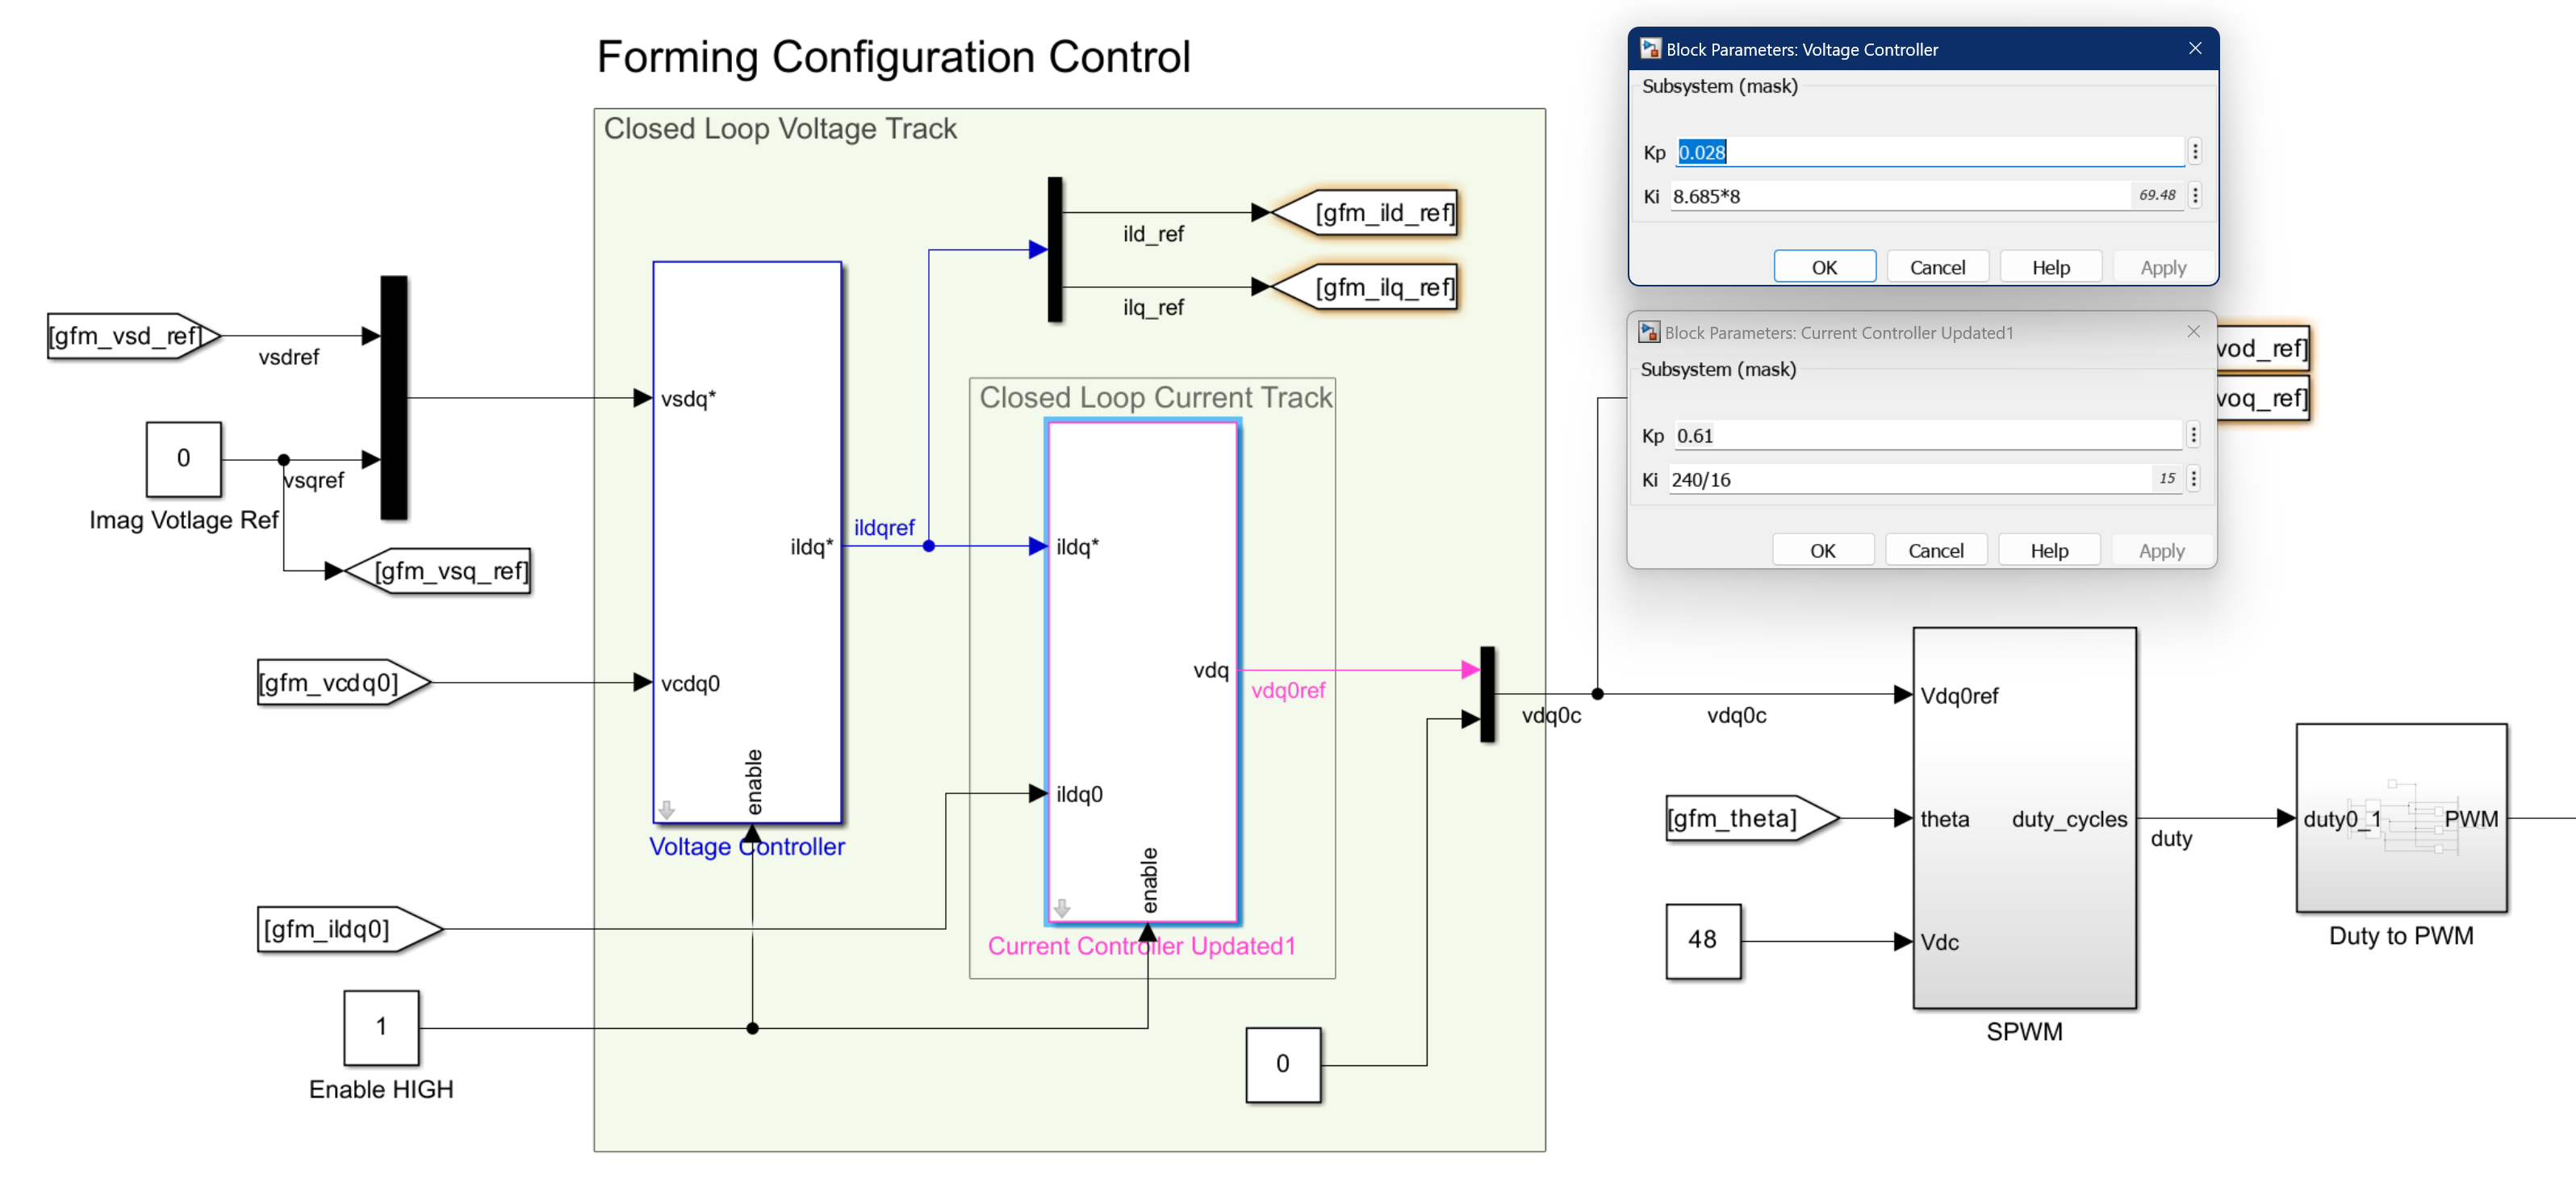 Forming Configuration Control
Closed Loop Voltage Track
[gfm_vsd_ref]
vsdref
0
vsqref
Imag Votlage Ref
[gfm_vsq_ref]
[gfm_vcdq0]
[gfm_ildq0]
1
Enable HIGH
vsdq*
vcdq0
ildq*
enable
Voltage Controller
ildqref
ild_ref
ilq_ref
[gfm_ild_ref]
[gfm_ilq_ref]
Closed Loop Current Track
ildq*
vdq
ildq0
enable
Current Controller Updated1
vdq0ref
0
vdq0c
vdq0c
Block Parameters: Voltage Controller
Subsystem (mask)
Kp 0.028
Ki 8.685*8 69.48
OK Cancel Help Apply
Block Parameters: Current Controller Updated1
Subsystem (mask)
Kp 0.61
Ki 240/16 15
OK Cancel Help Apply
vod_ref]
voq_ref]
[gfm_theta]
48
Vdq0ref
theta
Vdc
duty_cycles
SPWM
duty
duty0_1
PWM
Duty to PWM